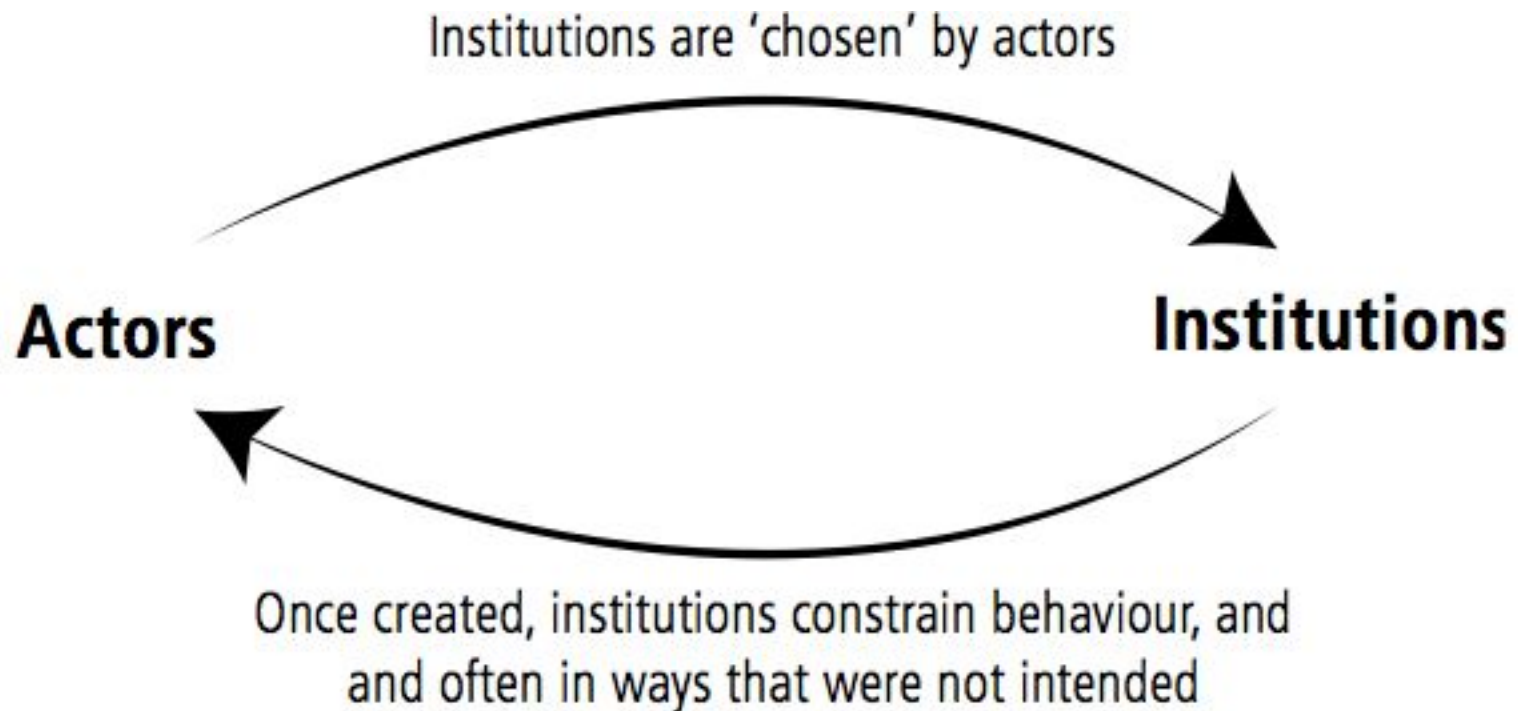 Institutions are ‘chosen’ by actors
Actors
Institutions
Once created, institutions constrain behaviour, and
and often in ways that were not intended